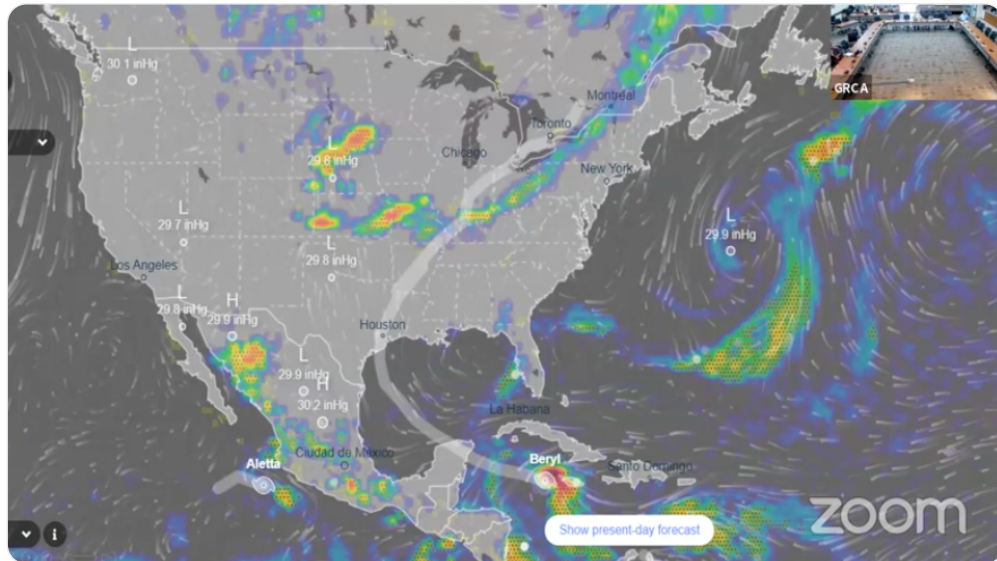 L
30.1 inHg
GRCA
Montréal
Toronto
Chicago
L
29.8 inHg
New York
L
29.7 inHg
L
29.9 inHg
L
29.8 inHg
Los Angeles
L
29.8 inHg
H
29.9 inHg
Houston
L
29.9 inHg
H
30.2 inHg
La Habana
Ciudad de México
Aletta
Beryl
Santo Domingo
zoom
Show present-day forecast
i